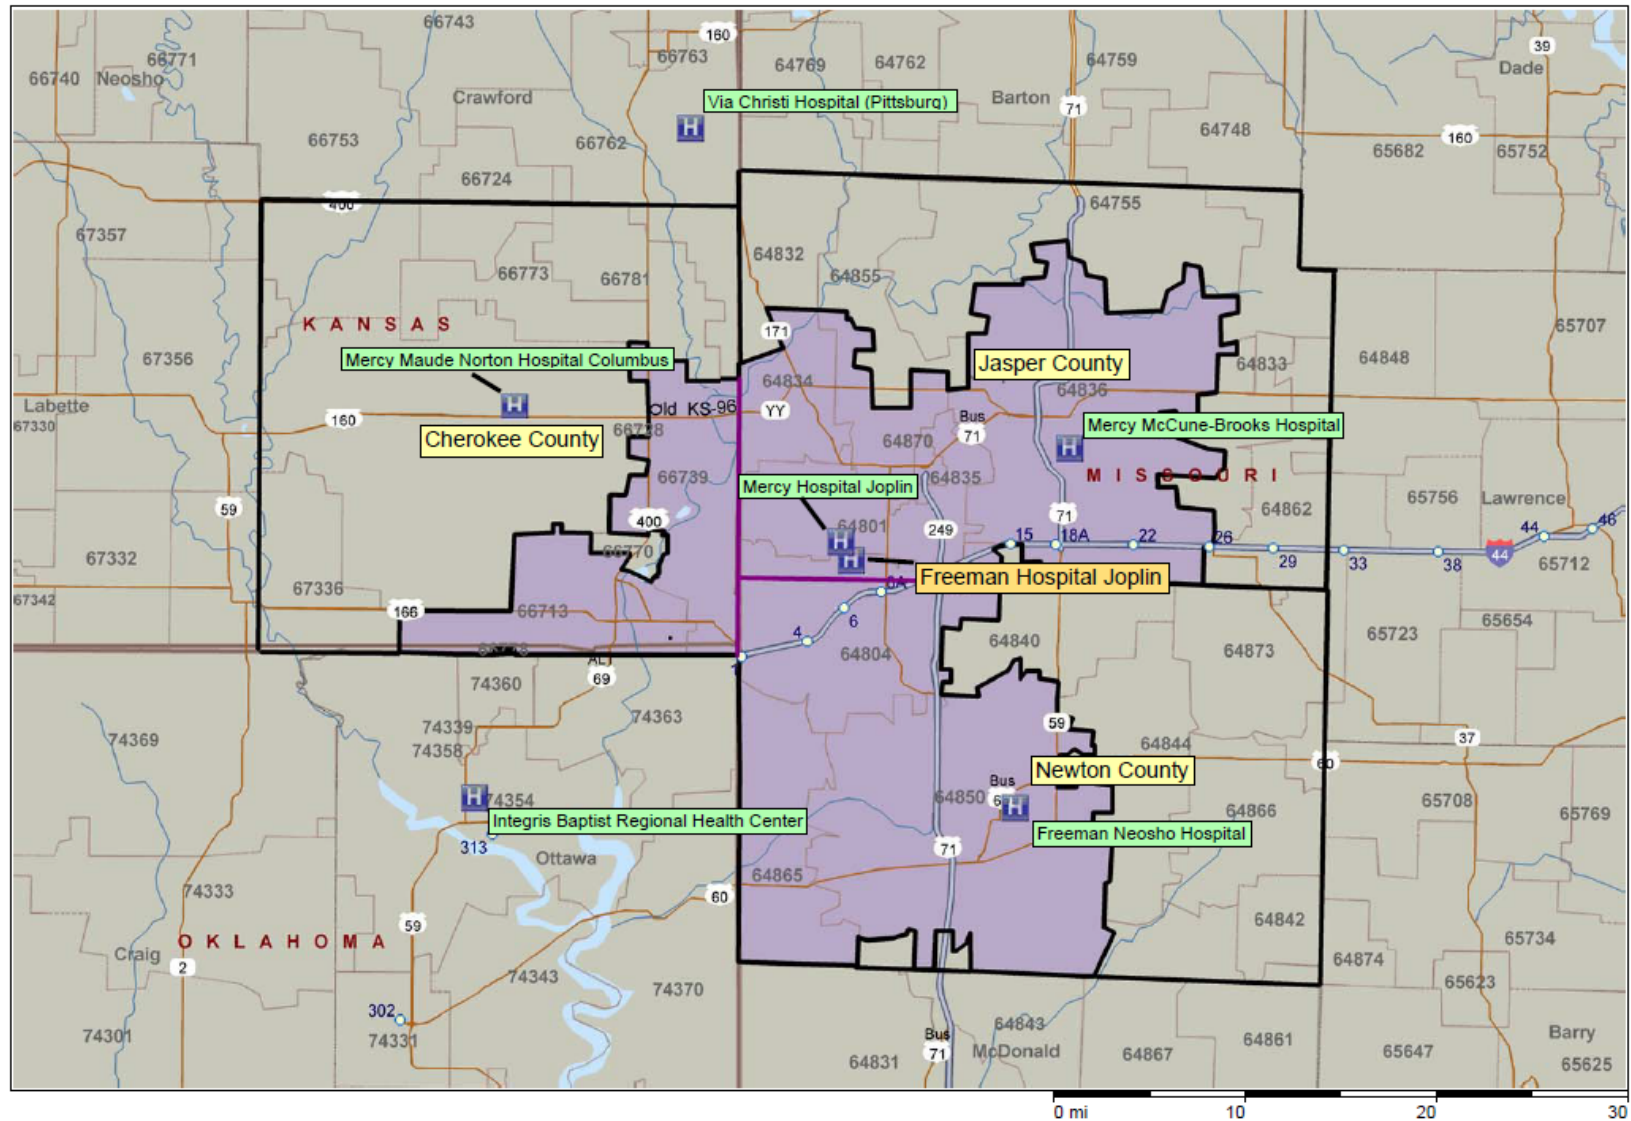 66743
160
39
66771
66763
64769
64762
64759
66740
Neosho
Dade
Crawford
Via Christi Hospital (Pittsburg)
Barton
71
H
64748
160
66753
66762
65682
65752
66724
400
64755
67357
64832
66773
66781
64855
KANSAS
171
65707
67356
Mercy Maude Norton Hospital Columbus
Jasper County
64833
64848
64834
64836
Labette
H
Old KS-96
YY
Bus
71
67330
160
66728
Cherokee County
64870
Mercy McCune-Brooks Hospital
H
66739
64835
MISSOURI
Mercy Hospital Joplin
65756
Lawrence
59
64862
400
64801
249
71
44
46
67332
66770
H
15
18A
22
26
H
29
33
38
44
65712
67336
Freeman Hospital Joplin
6A
67342
166
66713
4
6
65654
65723
64840
64873
64804
69
74360
74363
74369
74339
59
37
74358
64844
60
Newton County
H
74354
Bus
64850
H
65708
64866
65769
Integris Baptist Regional Health Center
Freeman Neosho Hospital
313
71
Ottawa
64865
74333
60
59
64842
OKLAHOMA
65734
Craig
2
64874
74343
74370
65623
302
64843
74301
74331
Bus
71
McDonald
64831
64867
64861
65647
Barry
65625
0 mi
10
20
30